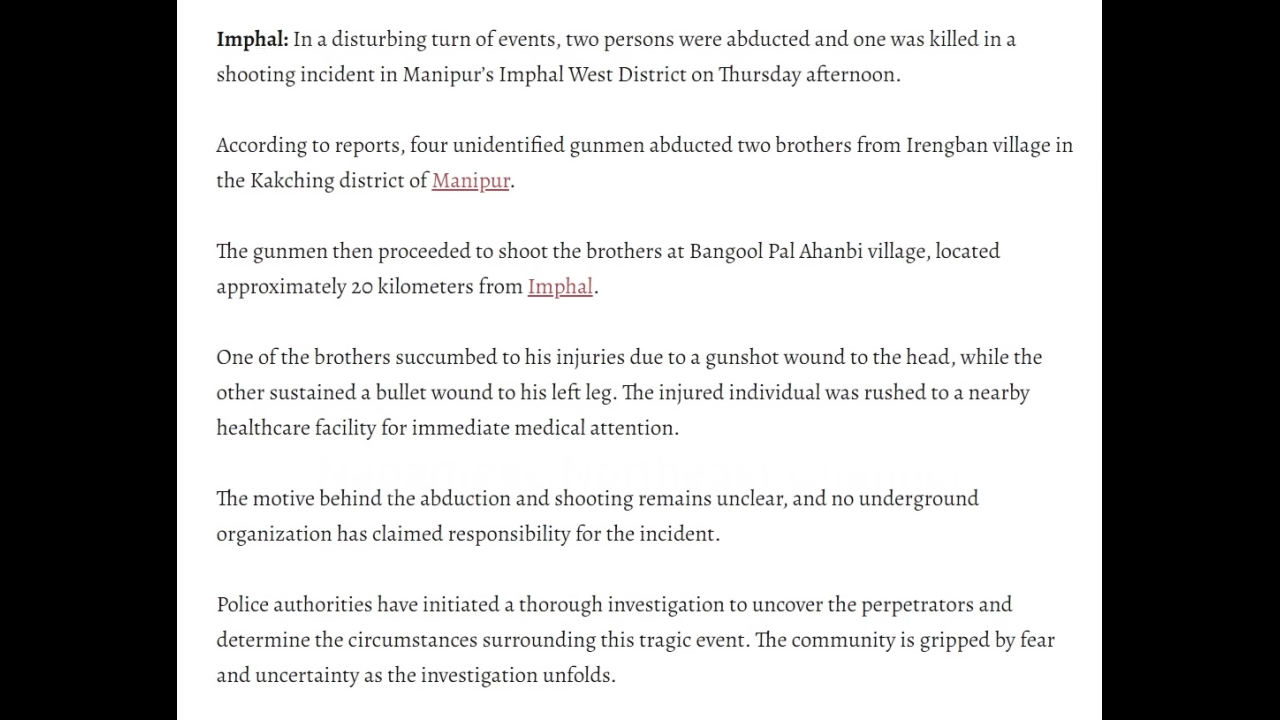 Imphal: In a disturbing turn of events, two persons were abducted and one was killed in a
shooting incident in Manipur’s Imphal West District on Thursday afternoon.
According to reports, four unidentified gunmen abducted two brothers from Irengban village in
the Kakching district of Manipur.
The gunmen then proceeded to shoot the brothers at Bangool Pal Ahanbi village, located
approximately 20 kilometers from Imphal.
One of the brothers succumbed to his injuries due to a gunshot wound to the head, while the
other sustained a bullet wound to his left leg. The injured individual was rushed to a nearby
healthcare facility for immediate medical attention.
The motive behind the abduction and shooting remains unclear, and no underground
organization has claimed responsibility for the incident.
Police authorities have initiated a thorough investigation to uncover the perpetrators and
determine the circumstances surrounding this tragic event. The community is gripped by fear
and uncertainty as the investigation unfolds.